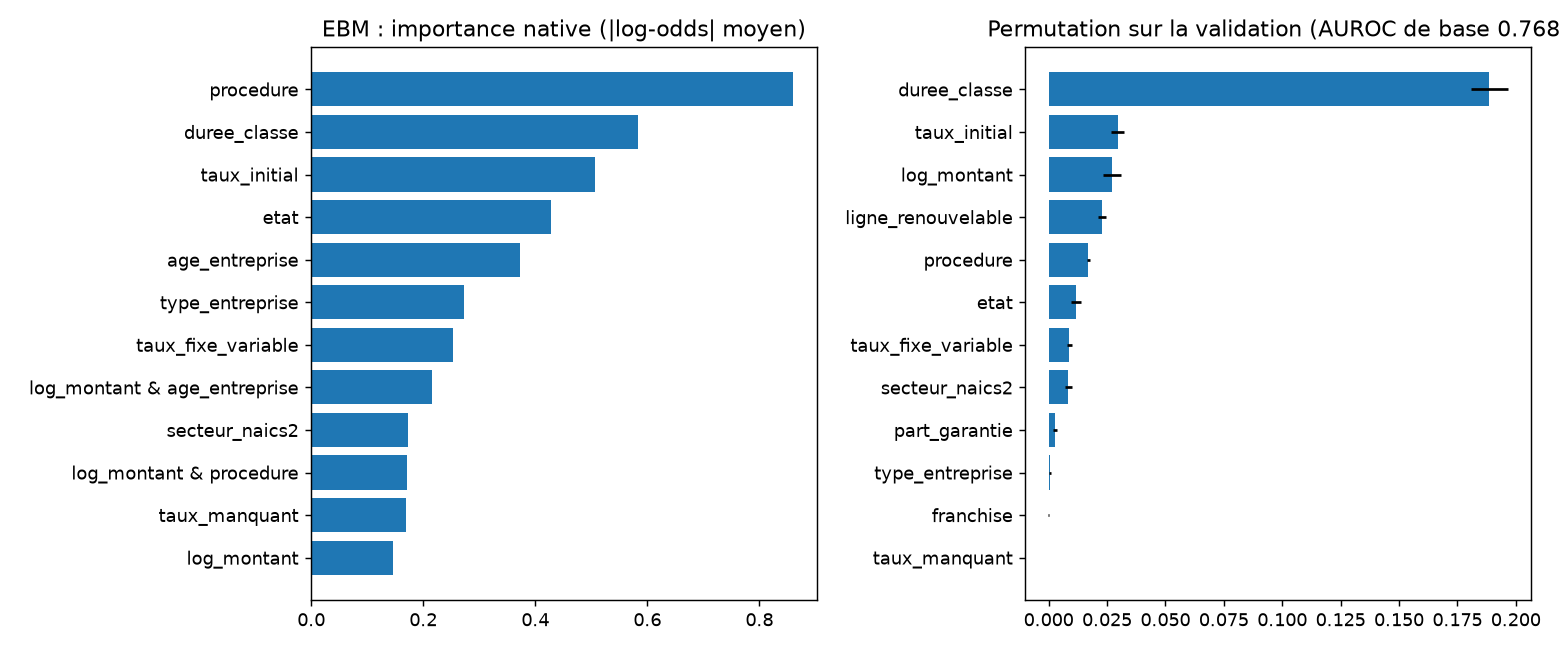 EBM : importance native (|log-odds| moyen)
procedure
duree_classe
taux_initial
etat
age_entreprise
type_entreprise
taux_fixe_variable
log_montant & age_entreprise
secteur_naics2
log_montant & procedure
taux_manquant
log_montant
0.0 0.2 0.4 0.6 0.8
Permutation sur la validation (AUROC de base 0.768
duree_classe
taux_initial
log_montant
ligne_renouvelable
procedure
etat
taux_fixe_variable
secteur_naics2
part_garantie
type_entreprise
franchise
taux_manquant
0.000 0.025 0.050 0.075 0.100 0.125 0.150 0.175 0.200